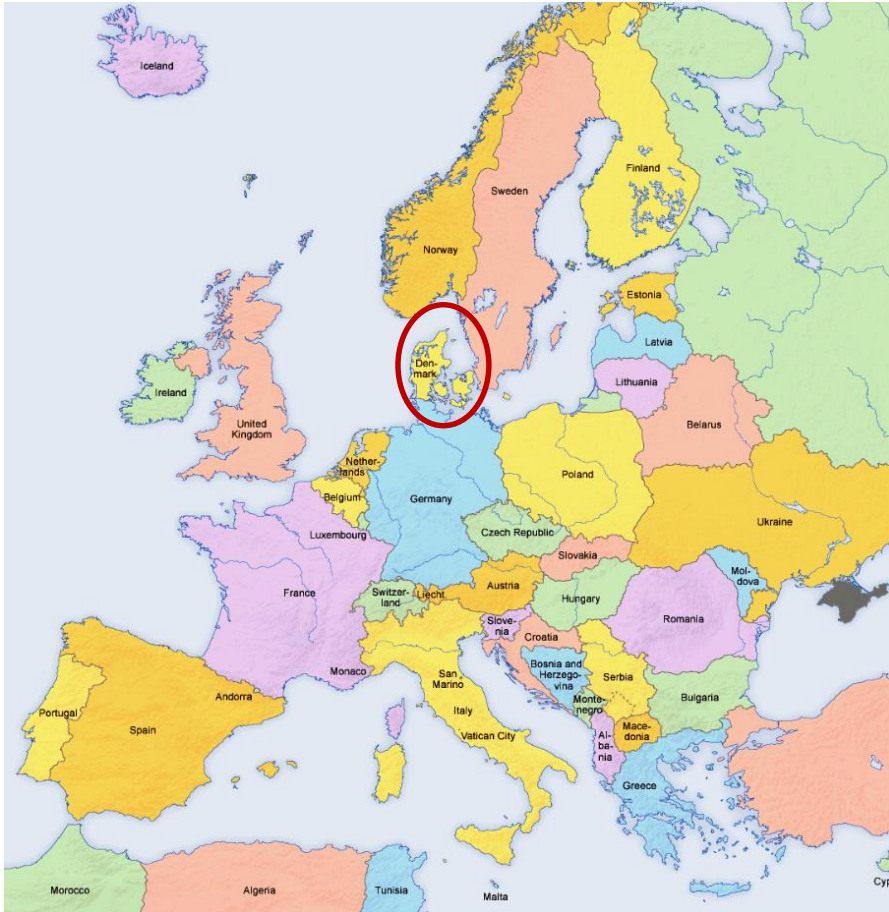 Iceland
Finland
Sweden
Norway
Estonia
Latvia
Den-
mark
Lithuania
Ireland
United
Kingdom
Belarus
Nether-
lands
Poland
Belgium
Germany
Ukraine
Czech Republic
Luxembourg
Slovakia
Mol-
dova
France
Switzer-
land
Liecht
Austria
Hungary
Romania
Slove-
nia
Croatia
Monaco
San
Marino
Bosnia and
Herzego-
vina
Serbia
Andorra
Portugal
Spain
Italy
Monte-
negro
Bulgaria
Vatican City
Al-
ba-
nia
Mace-
donia
Greece
Morocco
Algeria
Tunisia
Malta
Cyp